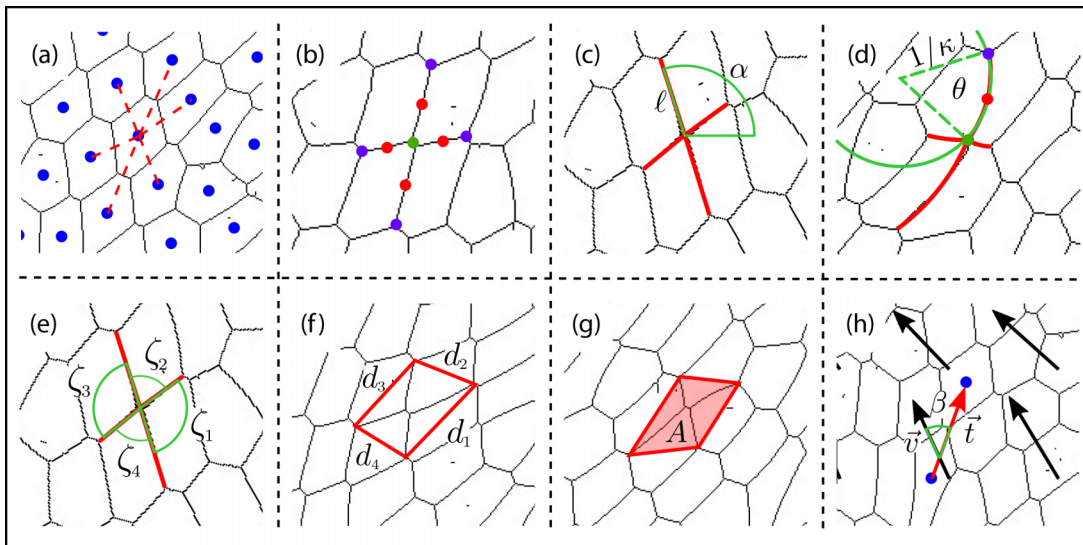 (a)
(b)
(c)
ℓ
α
(d)
1/κ
θ
(e)
ζ₂
ζ₃
ζ₁
ζ₄
(f)
d₂
d₃
d₁
d₄
(g)
A
(h)
β
v⃗
t⃗